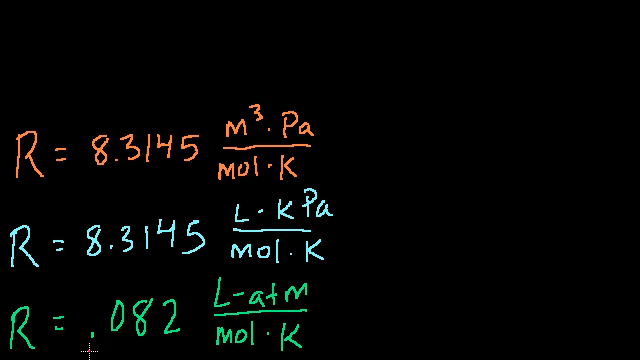 R = 8.3145 m³·Pa / mol·K
R = 8.3145 L·KPa / mol·K
R = .082 L-atm / mol·K